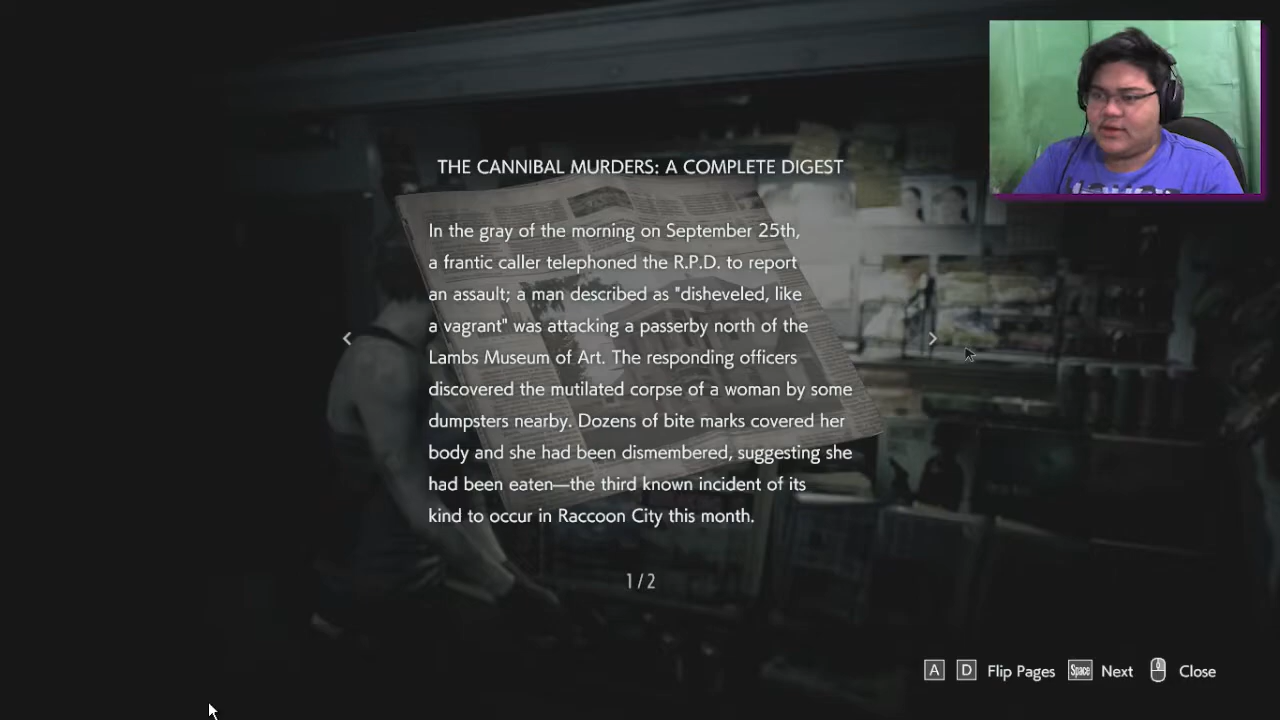 THE CANNIBAL MURDERS: A COMPLETE DIGEST
In the gray of the morning on September 25th,
a frantic caller telephoned the R.P.D. to report
an assault; a man described as "disheveled, like
a vagrant" was attacking a passerby north of the
Lambs Museum of Art. The responding officers
discovered the mutilated corpse of a woman by some
dumpsters nearby. Dozens of bite marks covered her
body and she had been dismembered, suggesting she
had been eaten—the third known incident of its
kind to occur in Raccoon City this month.
1 / 2
A D Flip Pages Space Next Close